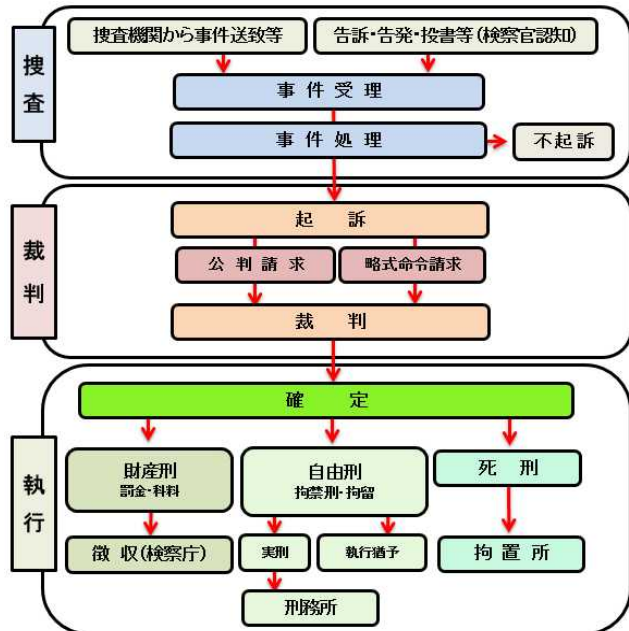 捜査
捜査機関から事件送致等
告訴・告発・投書等(検察官認知)
事件受理
事件処理
不起訴
裁判
起訴
公判請求
略式命令請求
裁判
執行
確定
財産刑
罰金・科料
自由刑
拘禁刑・拘留
死刑
徴収(検察庁)
実刑
執行猶予
拘置所
刑務所